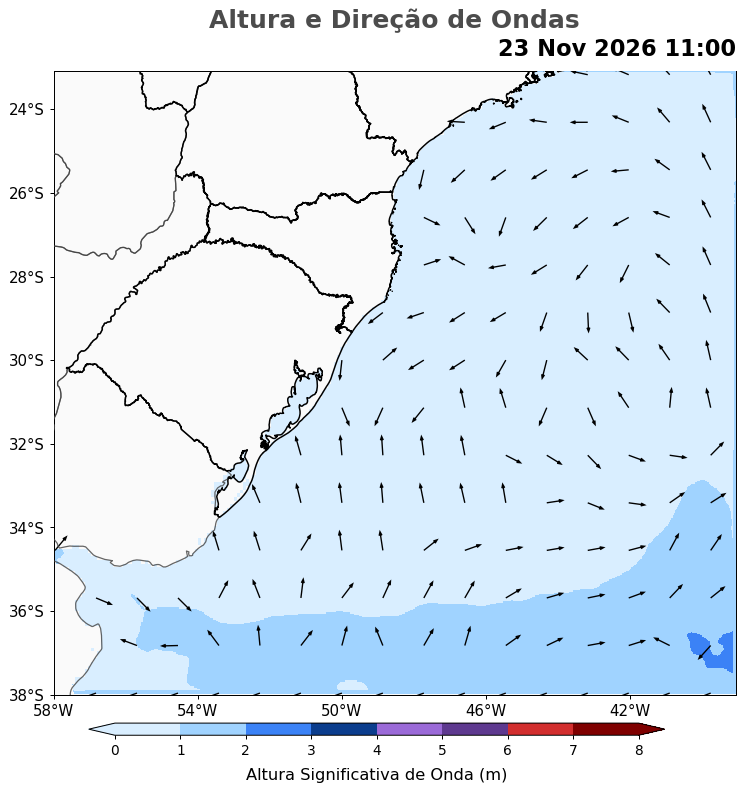 Altura e Direção de Ondas
23 Nov 2026 11:00
24°S
26°S
28°S
30°S
32°S
34°S
36°S
38°S
58°W 54°W 50°W 46°W 42°W
0 1 2 3 4 5 6 7 8
Altura Significativa de Onda (m)